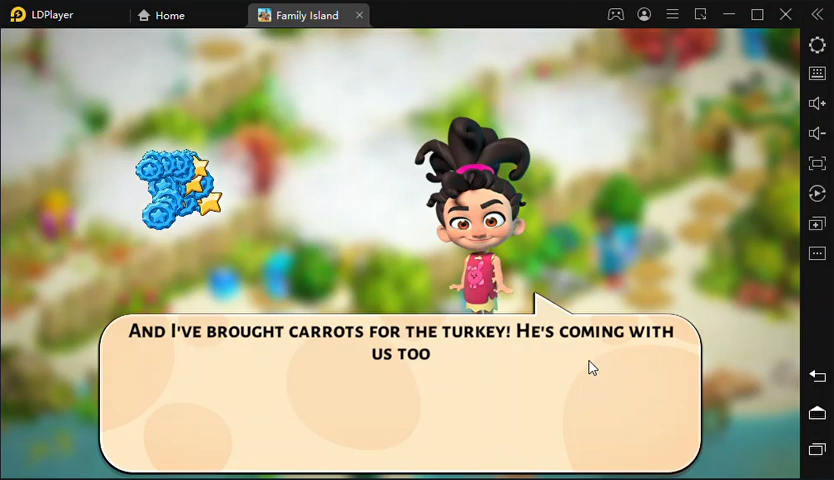 LDPlayer
Home
Family Island
And I've brought carrots for the turkey! He's coming with
us too